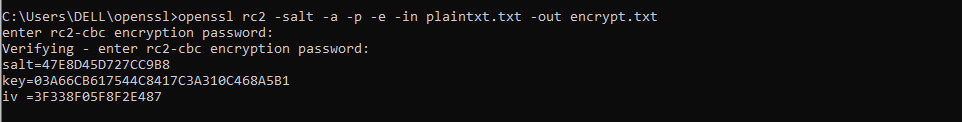 C:\Users\DELL\openssl>openssl rc2 -salt -a -p -e -in plaintxt.txt -out encrypt.txt
enter rc2-cbc encryption password:
Verifying - enter rc2-cbc encryption password:
salt=47E8D45D727CC9B8
key=03A66CB617544C8417C3A310C468A5B1
iv =3F338F05F8F2E487